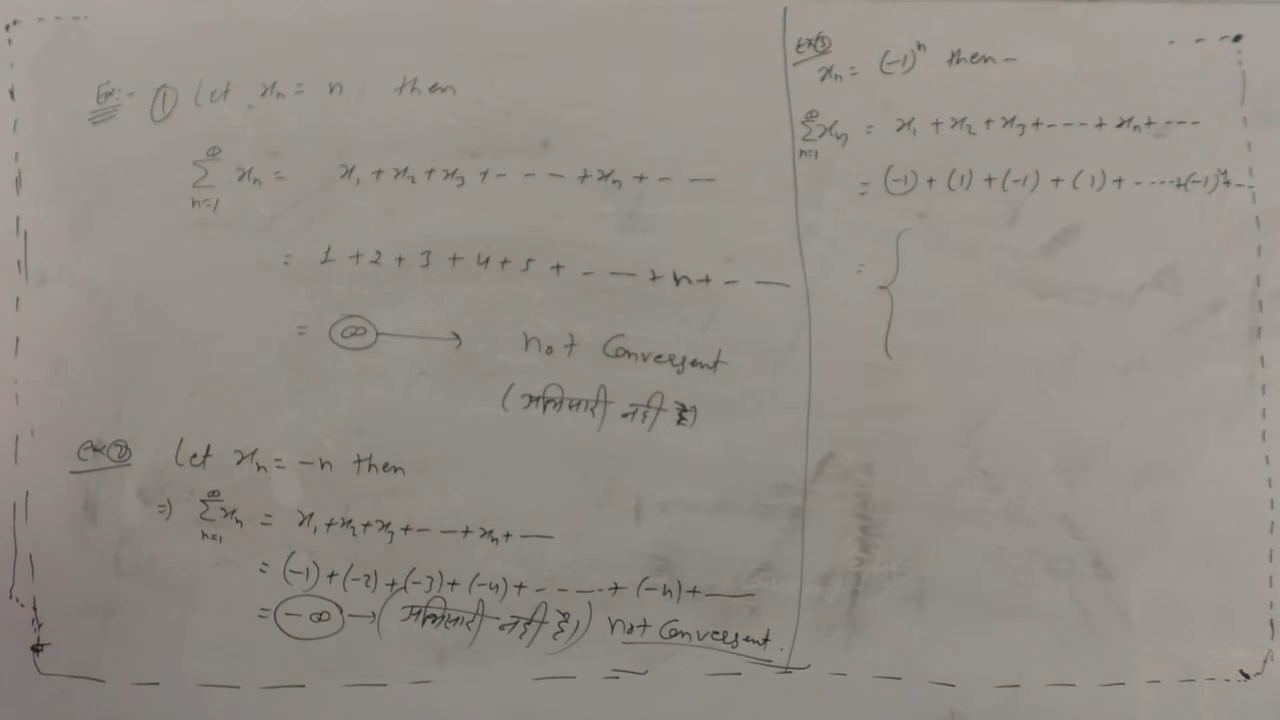 Ex:- ① Let xₙ = n then
∞∑n=1 xₙ = x₁ + x₂ + x₃ + - - - + xₙ + - -
= 1 + 2 + 3 + 4 + 5 + - - - + n + - -
= ∞ → not Convergent
(अभिसारी नहीं है)
Ex② Let xₙ = -n then
⇒ ∞∑n=1 xₙ = x₁ + x₂ + x₃ + - - - + xₙ + - -
= (-1) + (-2) + (-3) + (-4) + - - - - + (-n) + - -
= -∞ → (अभिसारी नहीं है।) not Convergent.
Ex③
xₙ = (-1)ⁿ then -
∞∑n=1 xₙ = x₁ + x₂ + x₃ + - - - - + xₙ + - - -
= (-1) + (1) + (-1) + (1) + - - - - + (-1)ⁿ + - -
= {